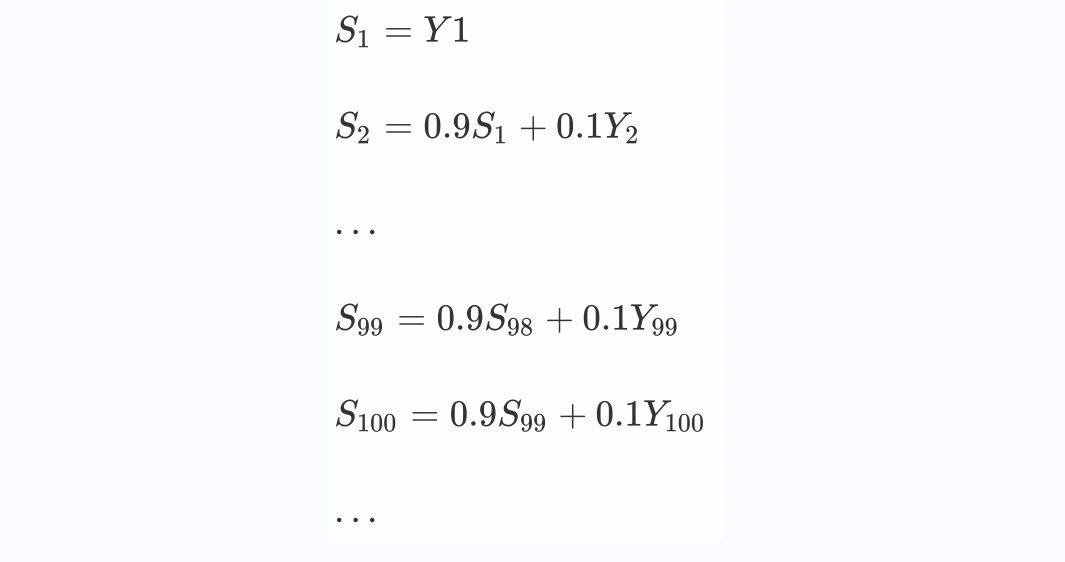 S₁ = Y1
S₂ = 0.9S₁ + 0.1Y₂
...
S₉₉ = 0.9S₉₈ + 0.1Y₉₉
S₁₀₀ = 0.9S₉₉ + 0.1Y₁₀₀
...